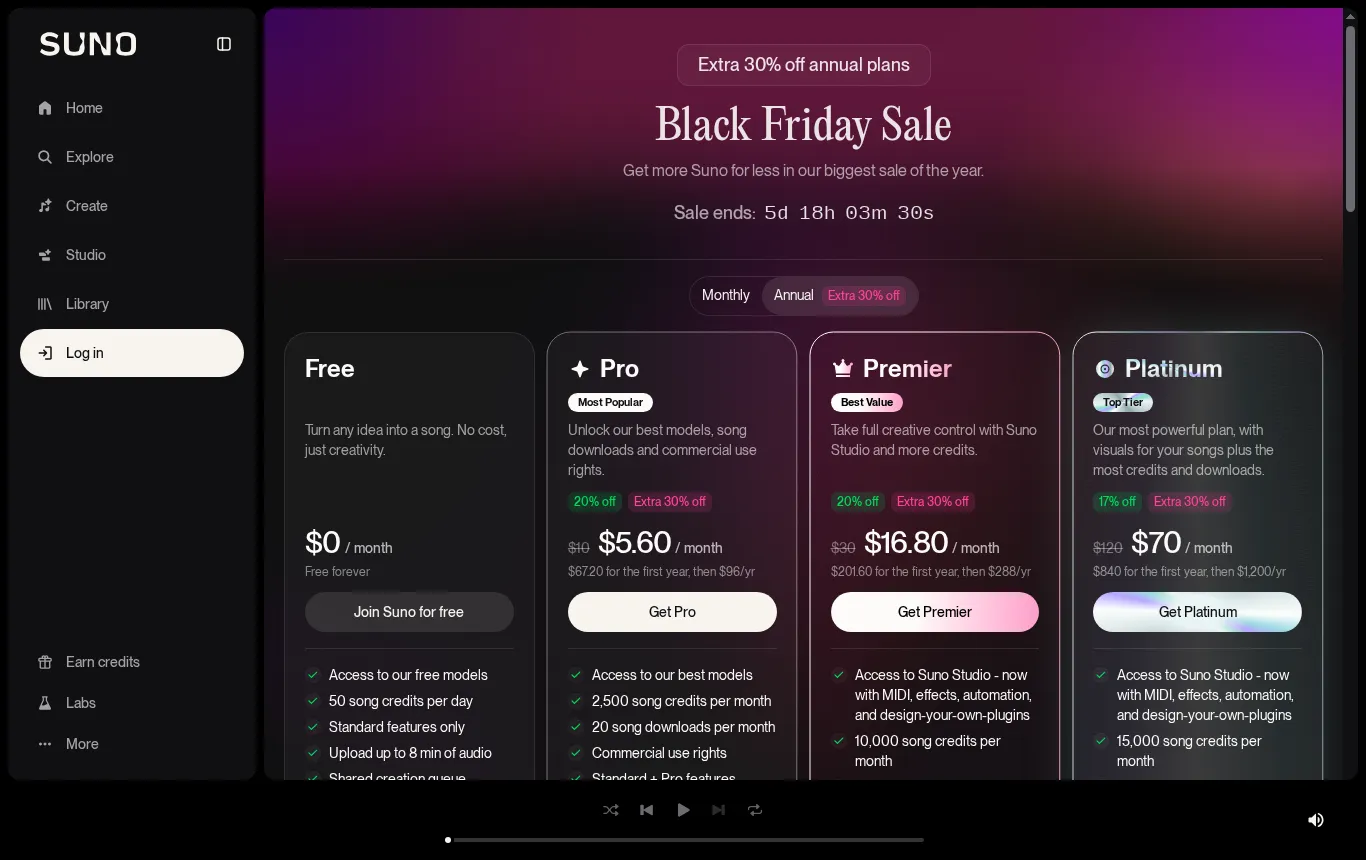 SUNO
Home
Explore
Create
Studio
Library
Log in
Earn credits
Labs
More
Extra 30% off annual plans
Black Friday Sale
Get more Suno for less in our biggest sale of the year.
Sale ends: 5d 18h 03m 30s
Monthly Annual Extra 30% off
Free
Turn any idea into a song. No cost,
just creativity.
$0 / month
Free forever
Join Suno for free
Access to our free models
50 song credits per day
Standard features only
Upload up to 8 min of audio
Shared creation queue
Pro
Most Popular
Unlock our best models, song
downloads and commercial use
rights.
20% off Extra 30% off
$10 $5.60 / month
$67.20 for the first year, then $96/yr
Get Pro
Access to our best models
2,500 song credits per month
20 song downloads per month
Commercial use rights
Standard + Pro features
Premier
Best Value
Take full creative control with Suno
Studio and more credits.
20% off Extra 30% off
$30 $16.80 / month
$201.60 for the first year, then $288/yr
Get Premier
Access to Suno Studio - now
with MIDI, effects, automation,
and design-your-own-plugins
10,000 song credits per
month
Platinum
Top Tier
Our most powerful plan, with
visuals for your songs plus the
most credits and downloads.
17% off Extra 30% off
$120 $70 / month
$840 for the first year, then $1,200/yr
Get Platinum
Access to Suno Studio - now
with MIDI, effects, automation,
and design-your-own-plugins
15,000 song credits per
month